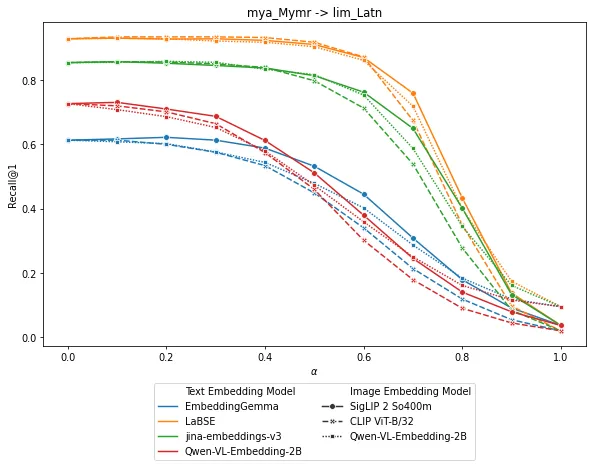 mya_Mymr -> lim_Latn
Recall@1
0.8
0.6
0.4
0.2
0.0
0.0 0.2 0.4 0.6 0.8 1.0
α
Text Embedding Model
EmbeddingGemma
LaBSE
jina-embeddings-v3
Qwen-VL-Embedding-2B
Image Embedding Model
SigLIP 2 So400m
CLIP ViT-B/32
Qwen-VL-Embedding-2B